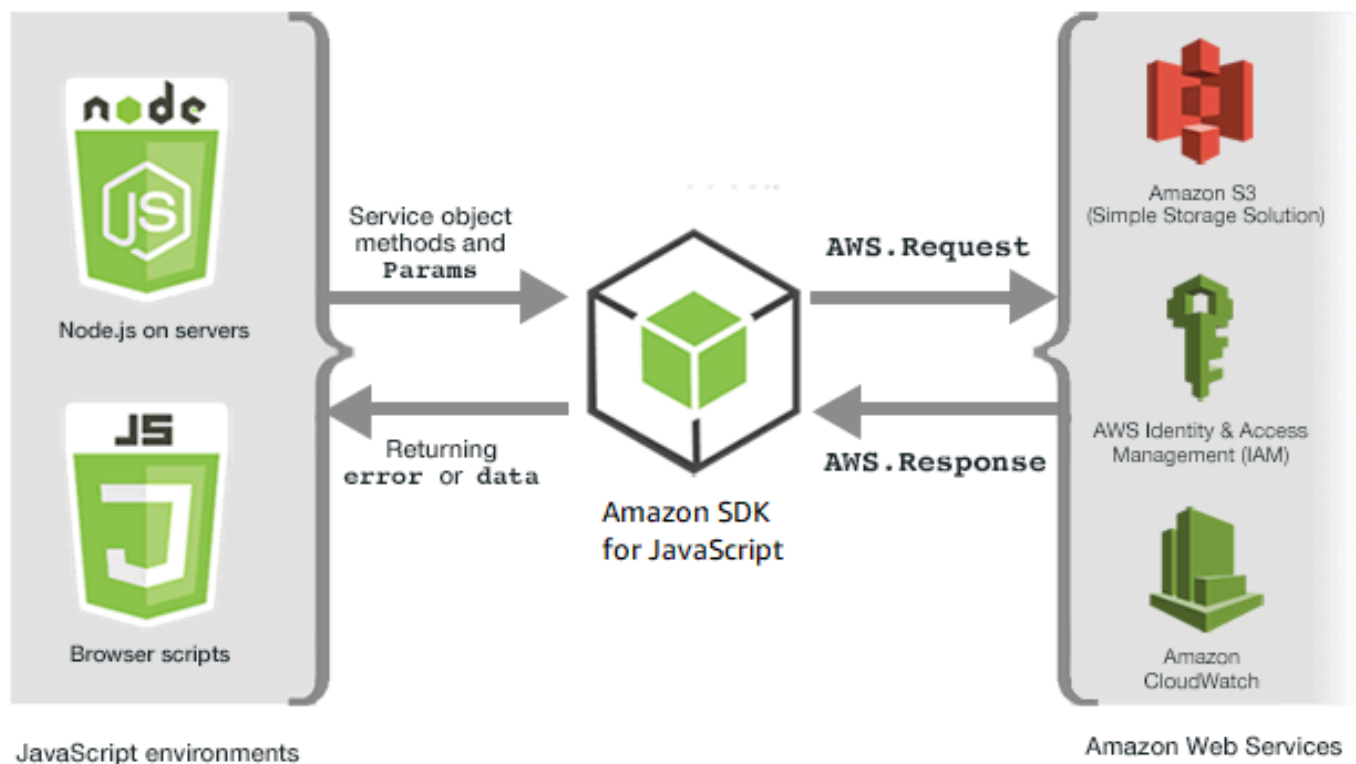 node
JS
Node.js on servers
JS
Browser scripts
JavaScript environments
Service object
methods and
Params
Returning
error or data
Amazon SDK
for JavaScript
AWS.Request
AWS.Response
Amazon S3
(Simple Storage Solution)
AWS Identity & Access
Management (IAM)
Amazon
CloudWatch
Amazon Web Services